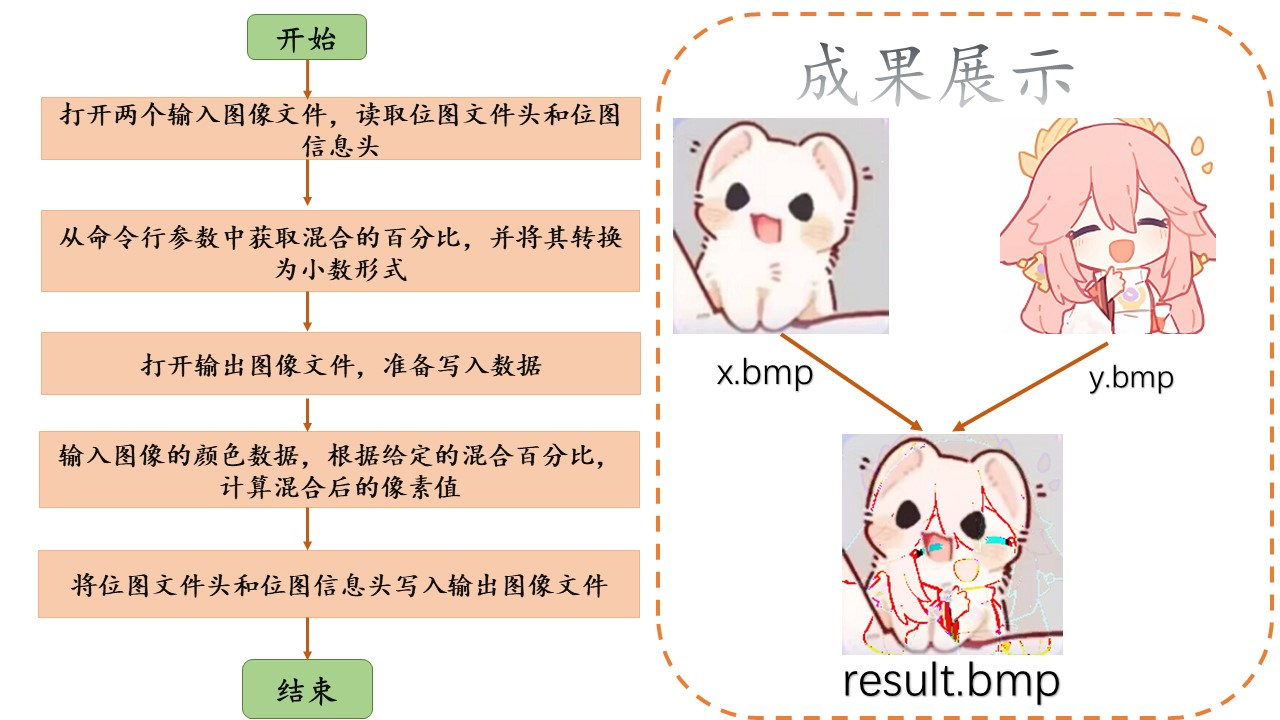 开始
打开两个输入图像文件，读取位图文件头和位图
信息头
从命令行参数中获取混合的百分比，并将其转换
为小数形式
打开输出图像文件，准备写入数据
输入图像的颜色数据，根据给定的混合百分比，
计算混合后的像素值
将位图文件头和位图信息头写入输出图像文件
结束
成果展示
x.bmp
y.bmp
result.bmp